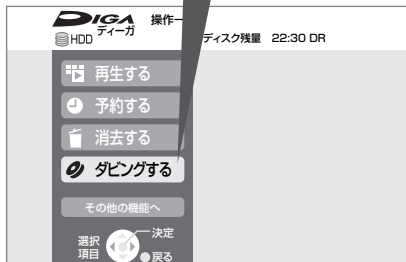 DIGA 操作一
ディーガ
HDD ディスク残量 22:30 DR
再生する
予約する
消去する
ダビングする
その他の機能へ
選択 決定
項目 戻る